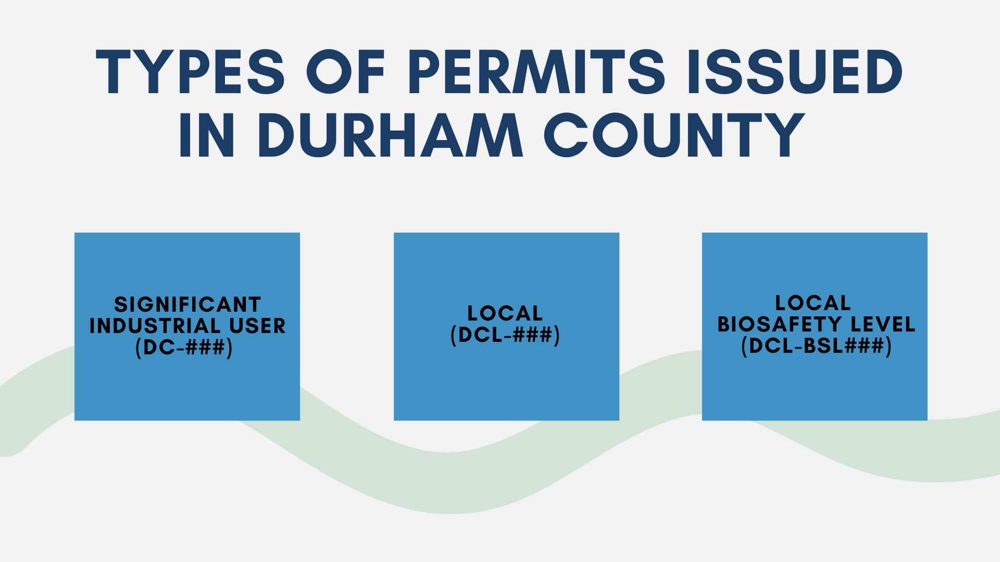 TYPES OF PERMITS ISSUED
IN DURHAM COUNTY
SIGNIFICANT
INDUSTRIAL USER
(DC-###)
LOCAL
(DCL-###)
LOCAL
BIOSAFETY LEVEL
(DCL-BSL###)